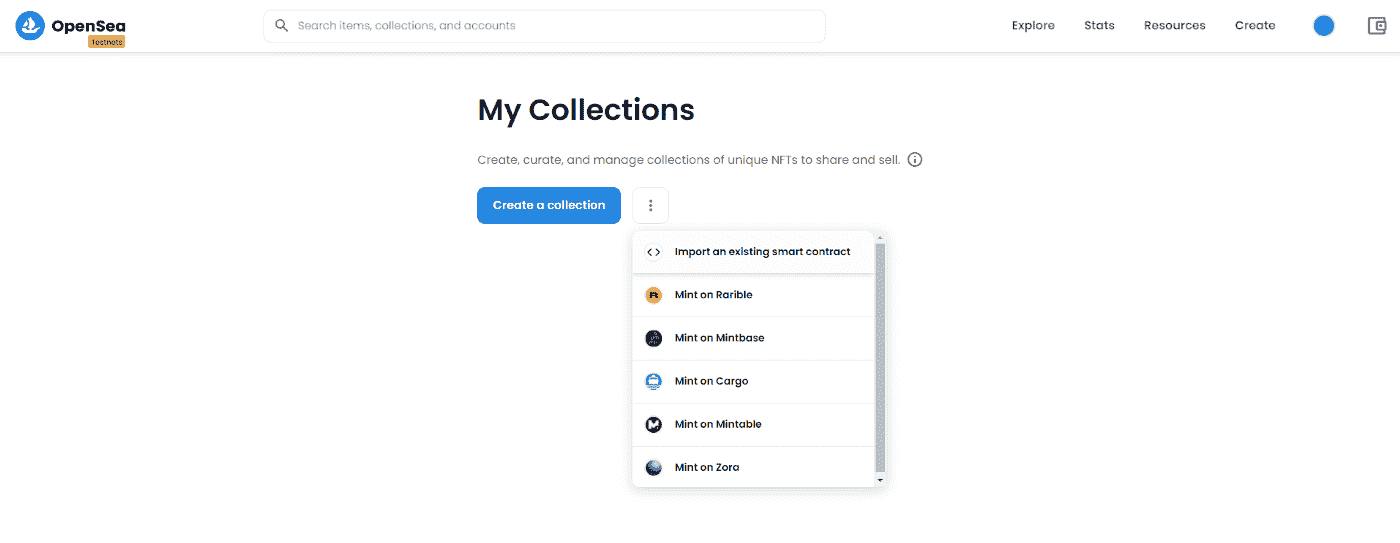 OpenSea
Testnets
Search items, collections, and accounts
Explore
Stats
Resources
Create
My Collections
Create, curate, and manage collections of unique NFTs to share and sell.
Create a collection
Import an existing smart contract
Mint on Rarible
Mint on Mintbase
Mint on Cargo
Mint on Mintable
Mint on Zora